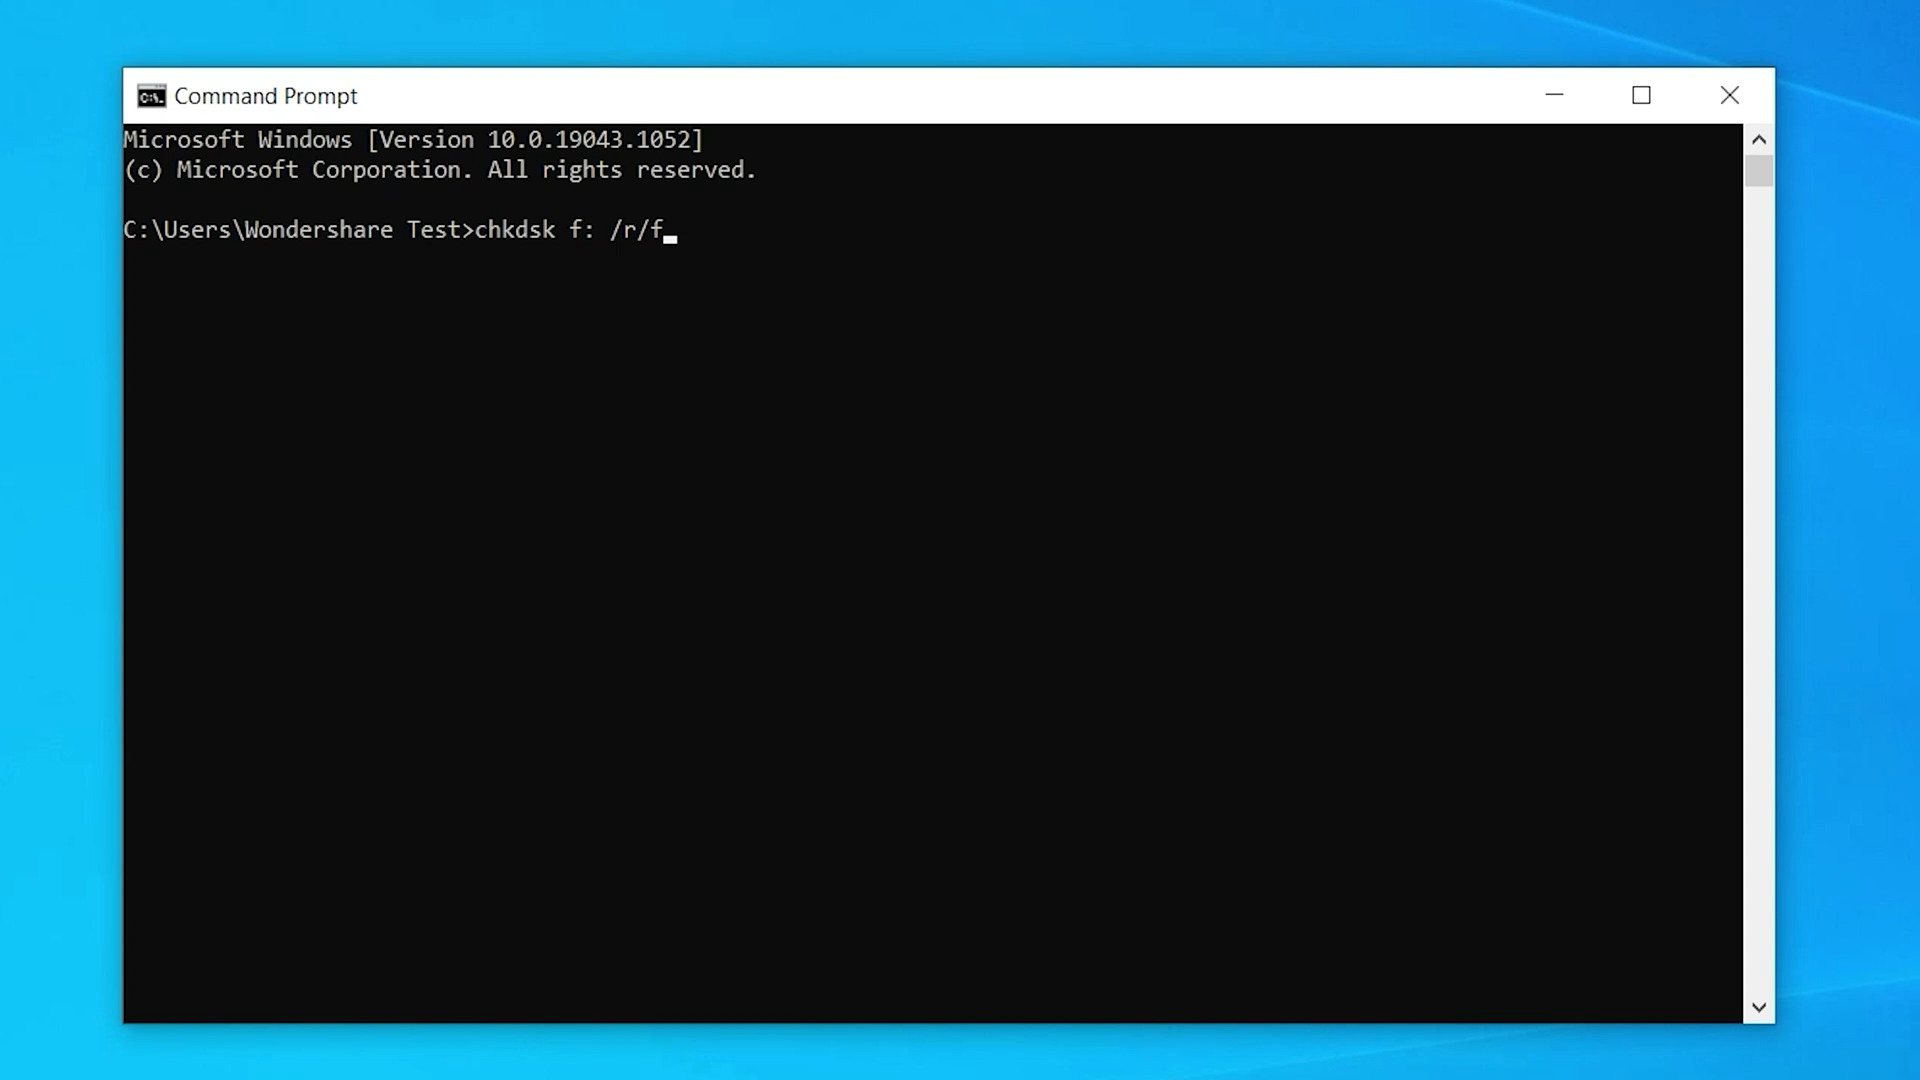 Command Prompt
Microsoft Windows [Version 10.0.19043.1052]
(c) Microsoft Corporation. All rights reserved.
C:\Users\Wondershare Test>chkdsk f: /r/f